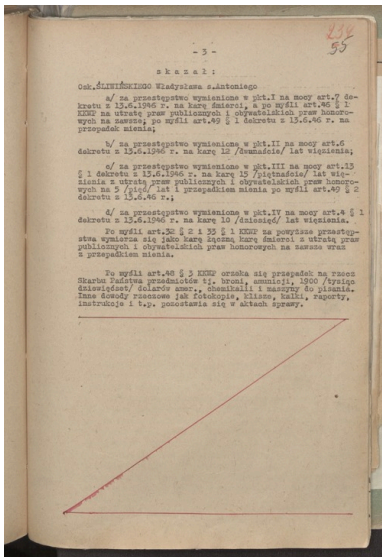 - 3 -
55
s k a z a ł :
Osk. ŚLIWIŃSKIEGO Władysława s.Antoniego
a/ za przestępstwo wymienione w pkt.I na mocy art.7 de-
kretu z 13.6.1946 r. na karę śmierci, a po myśli art.46 § 1
KKWP na utratę praw publicznych i obywatelskich praw honoro-
wych na zawsze; po myśli art.49 § 1 dekretu z 13.6.46 r. na
przepadek mienia;
b/ za przestępstwo wymienione w pkt.II na mocy art.6
dekretu z 13.6.1946 r. na karę 12 /dwunaście/ lat więzienia;
c/ za przestępstwo wymienione w pkt.III na mocy art.13
§ 1 dekretu z 13.6.1946 r. na karę 15 /piętnaście/ lat wię-
zienia z utratą praw publicznych i obywatelskich praw honoro-
wych na 5 /pięć/ lat i przepadkiem mienia po myśli art.49 § 2
dekretu z 13.6.46 r.;
d/ za przestępstwo wymienione w pkt.IV na mocy art.4 § 1
dekretu z 13.6.1946 r. na karę 10 /dziesięć/ lat więzienia.
Po myśli art.32 § 2 i 33 § 1 KKWP za powyższe przestęp-
stwa wymierza się jako karę łączną karę śmierci z utratą praw
publicznych i obywatelskich praw honorowych na zawsze oraz
z przepadkiem mienia.
Po myśli art.48 § 3 KKWP orzeka się przepadek na rzecz
Skarbu Państwa przedmiotów tj. broni, amunicji, 1900 /tysiąc
dziewięćset/ dolarów amer., chemikalii i maszyny do pisania.
Inne dowody rzeczowe jak fotokopie, klisze, kalki, raporty,
instrukcje i t.p. pozostawia się w aktach sprawy.